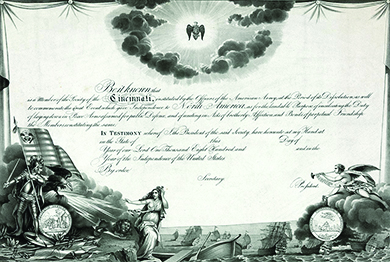 Be it known that
is a Member of the Society of the Cincinnati, instituted by the Officers of the American Army, at the Period of its Dissolution, as well
to commemorate the great Event which gave Independence to North America, as for the laudable Purpose of inculcating the Duty
of laying down in Peace Arms assumed for public Defence, and of uniting in Acts of brotherly Affection, and Bonds of perpetual Friendship
the Members constituting the same.
In Testimony whereof I, the President of the said Society, have hereunto set my Hand at
in the State of this Day of
Year of our Lord One Thousand Eight Hundred and and in the
Year of the Independence of the United States.
By order,
Secretary.
President.